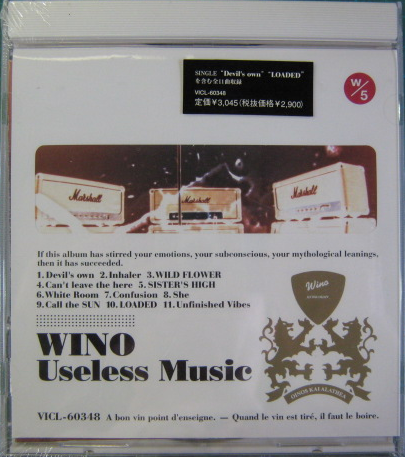 SINGLE "Devil's own" "LOADED"
を含む全11曲収録
VICL-60348
定価¥3,045(税抜価格¥2,900)
W/5
Marshall
Marshall
Marshall
If this album has stirred your emotions, your subconscious, your mythological leanings,
then it has succeeded.
1.Devil's own 2.Inhaler 3.WILD FLOWER
4.Can't leave the here 5.SISTER'S HIGH
6.White Room 7.Confusion 8.She
9.Call the SUN 10.LOADED 11.Unfinished Vibes
WINO
Useless Music
Wino
OINOS KAI ALATHEA
VICL-60348 A bon vin point d'enseigne. — Quand le vin est tiré, il faut le boire.